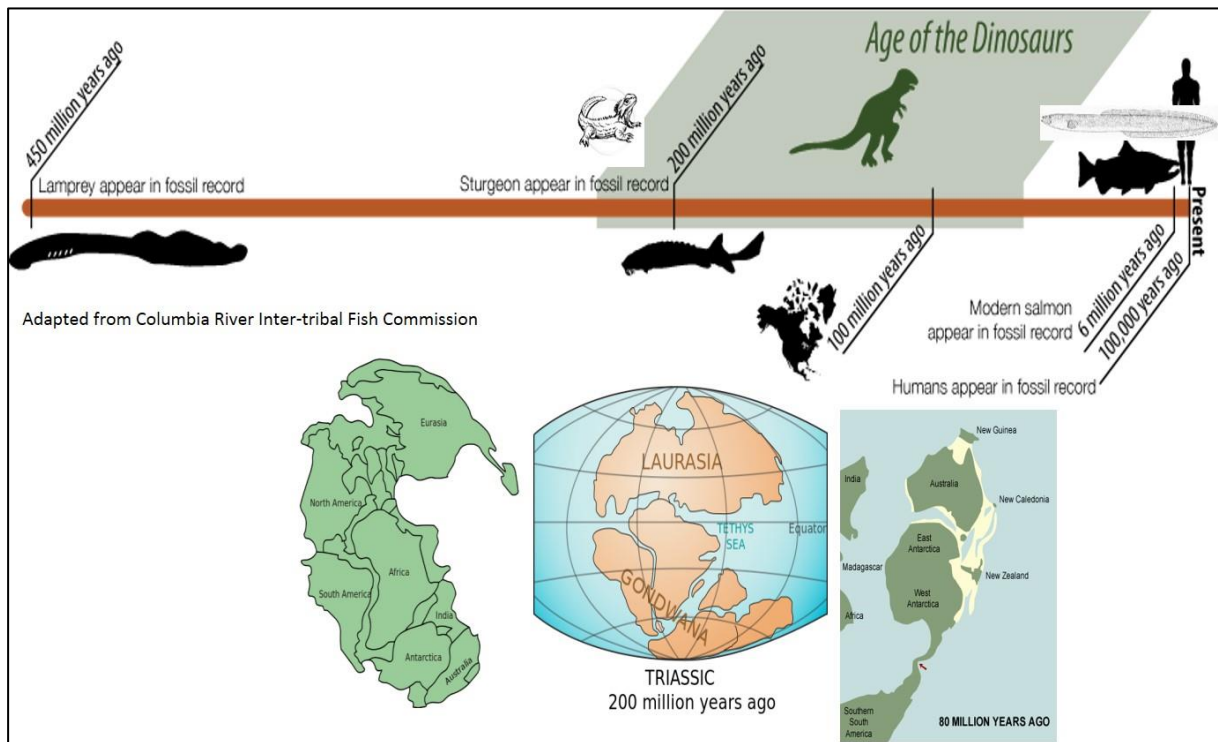 Age of the Dinosaurs
450 million years ago
200 million years ago
Lamprey appear in fossil record
Sturgeon appear in fossil record
Present
100 million years ago
Modern salmon
appear in fossil record
6 million years ago
100,000 years ago
Humans appear in fossil record
Adapted from Columbia River Inter-tribal Fish Commission
Eurasia
North America
Africa
South America
India
Antarctica
Australia
LAURASIA
TETHYS
SEA
Equator
GONDWANA
TRIASSIC
200 million years ago
New Guinea
India
Australia
New Caledonia
East
Antarctica
Madagascar
New Zealand
West
Antarctica
Africa
Southern
South
America
80 MILLION YEARS AGO